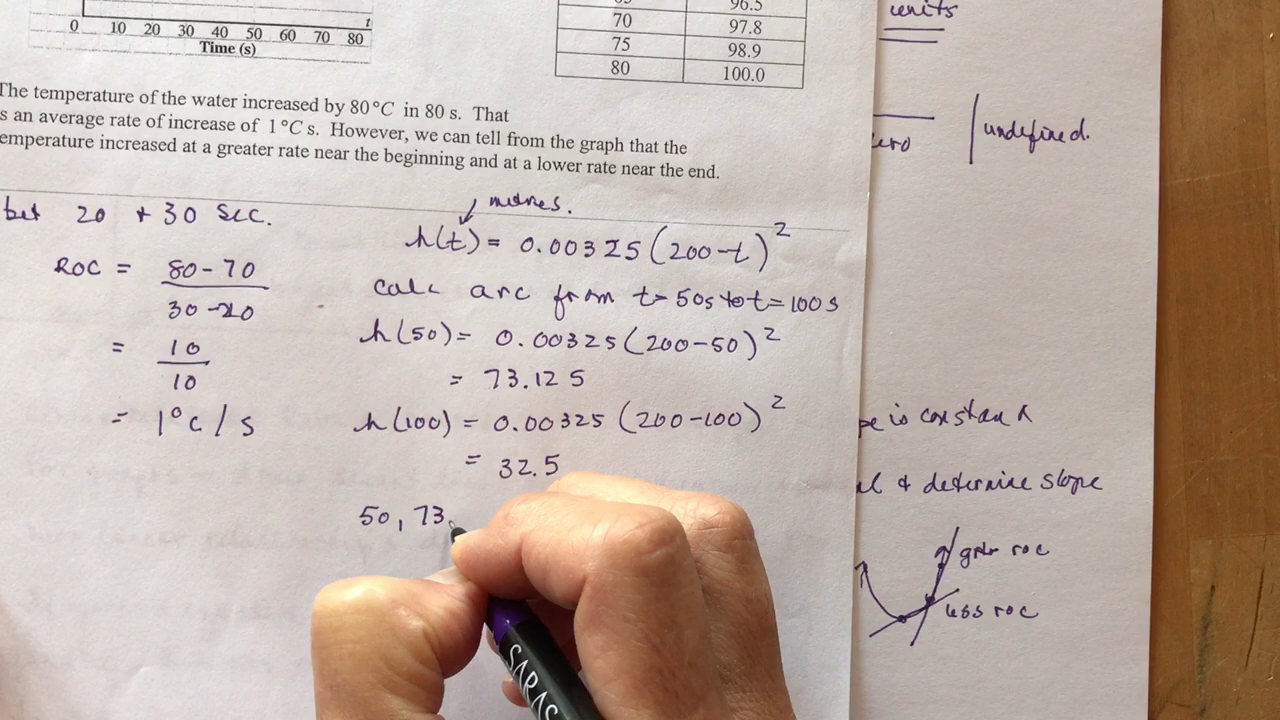 t
0 10 20 30 40 50 60 70 80
Time (s)
96.5
70 97.8
75 98.9
80 100.0
units
The temperature of the water increased by 80°C in 80 s. That
s an average rate of increase of 1°C s. However, we can tell from the graph that the
emperature increased at a greater rate near the beginning and at a lower rate near the end.
ero
undefined.
bet 20 + 30 Sec.
ROC = 80-70
30-20
= 10
10
= 1°C/s
metres.
h(t) = 0.00325(200-t)²
calc arc from t=50s to t=100s
h(50) = 0.00325(200-50)²
= 73.125
h(100) = 0.00325(200-100)²
= 32.5
50, 73.
pe is constant
al & determine slope
grtr roc
less roc
SARAS